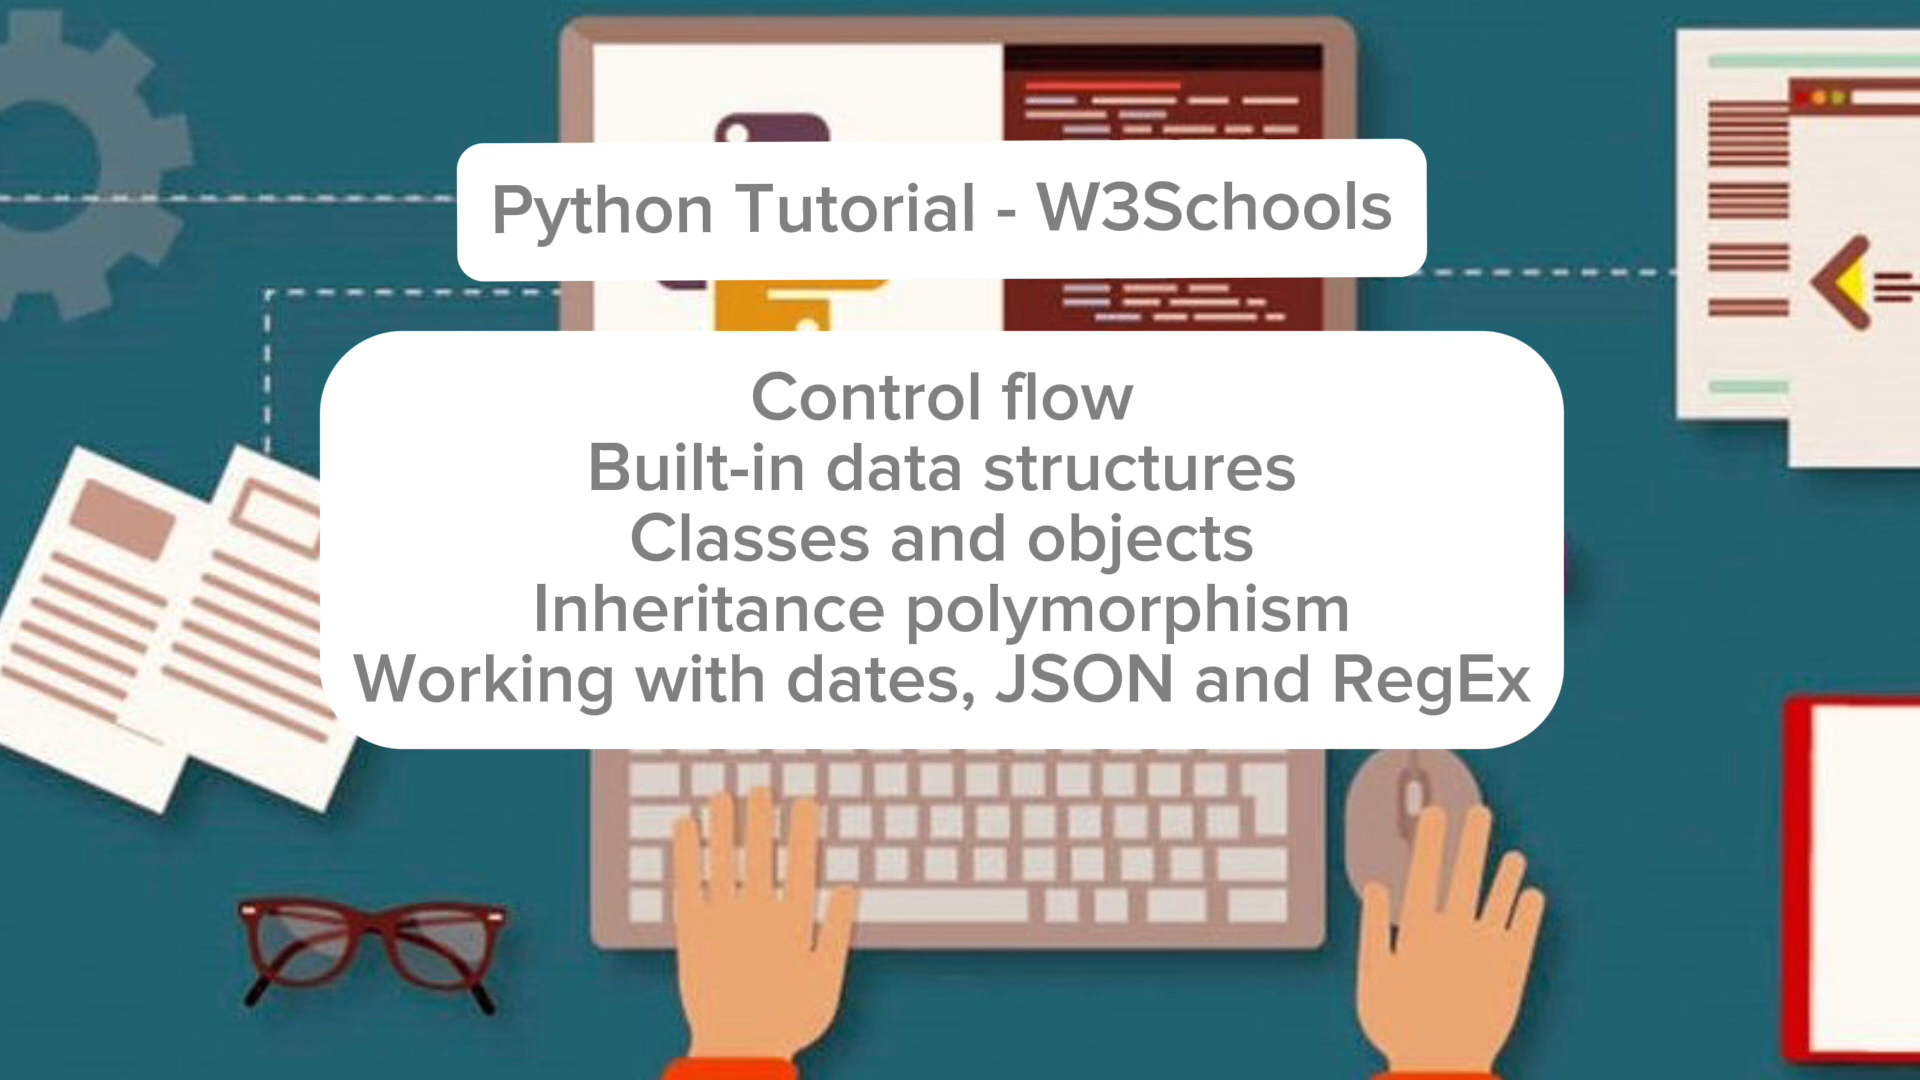 Python Tutorial - W3Schools
Control flow
Built-in data structures
Classes and objects
Inheritance polymorphism
Working with dates, JSON and RegEx